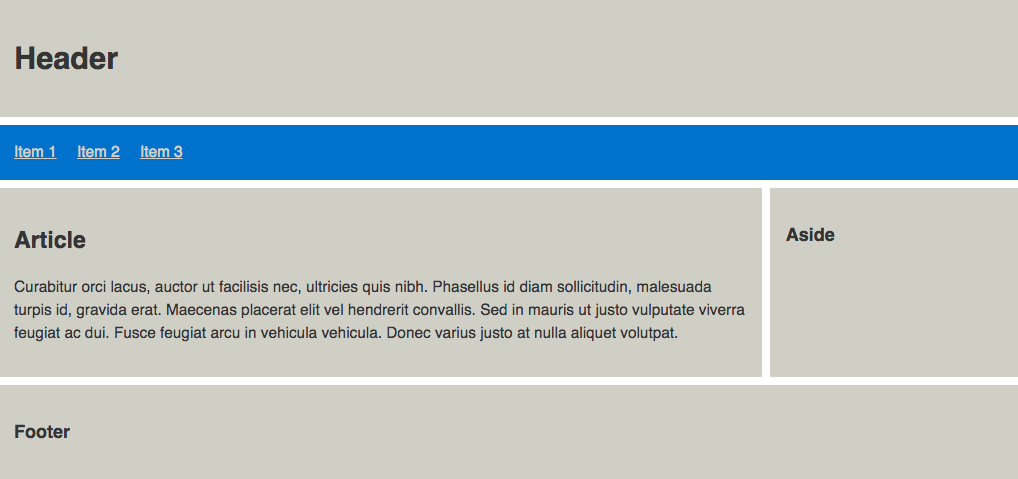 Header
Item 1 Item 2 Item 3
Article
Curabitur orci lacus, auctor ut facilisis nec, ultricies quis nibh. Phasellus id diam sollicitudin, malesuada
turpis id, gravida erat. Maecenas placerat elit vel hendrerit convallis. Sed in mauris ut justo vulputate viverra
feugiat ac dui. Fusce feugiat arcu in vehicula vehicula. Donec varius justo at nulla aliquet volutpat.
Aside
Footer